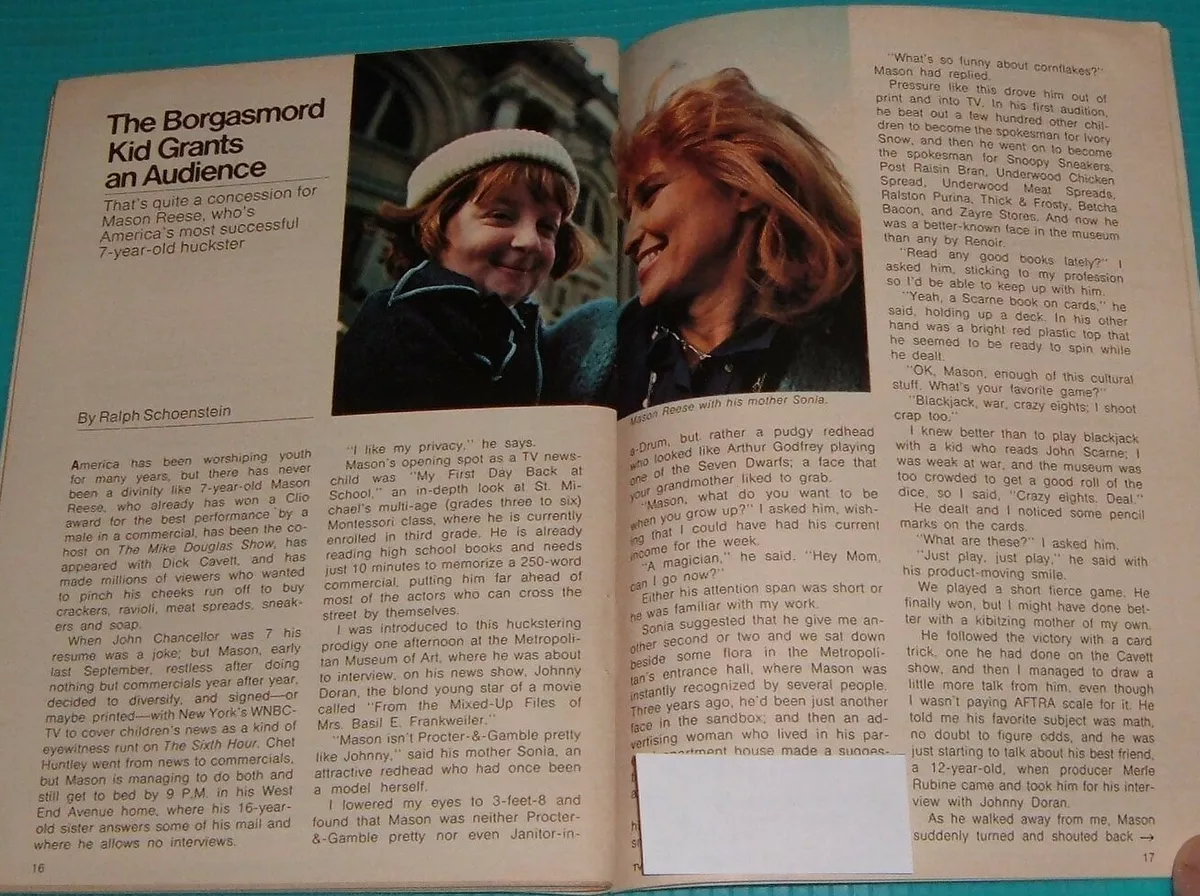 The Borgasmord
Kid Grants
an Audience
That's quite a concession for
Mason Reese, who's
America's most successful
7-year-old huckster
By Ralph Schoenstein
America has been worshiping youth
for many years, but there has never
been a divinity like 7-year-old Mason
Reese, who already has won a Clio
award for the best performance by a
male in a commercial, has been the co-
host on The Mike Douglas Show, has
appeared with Dick Cavett, and has
made millions of viewers who wanted
to pinch his cheeks run off to buy
crackers, ravioli, meat spreads, sneak-
ers and soap.
When John Chancellor was 7 his
resume was a joke; but Mason, early
last September, restless after doing
nothing but commercials year after year,
decided to diversify, and signed—or
maybe printed—with New York's WNBC-
TV to cover children's news as a kind of
eyewitness runt on The Sixth Hour. Chet
Huntley went from news to commercials,
but Mason is managing to do both and
still get to bed by 9 P.M. in his West
End Avenue home, where his 16-year-
old sister answers some of his mail and
where he allows no interviews.
16
"I like my privacy," he says.
Mason's opening spot as a TV news-
child was "My First Day Back at
School," an in-depth look at St. Mi-
chael's multi-age (grades three to six)
Montessori class, where he is currently
enrolled in third grade. He is already
reading high school books and needs
just 10 minutes to memorize a 250-word
commercial, putting him far ahead of
most of the actors who can cross the
street by themselves.
I was introduced to this huckstering
prodigy one afternoon at the Metropoli-
tan Museum of Art, where he was about
to interview, on his news show, Johnny
Doran, the blond young star of a movie
called "From the Mixed-Up Files of
Mrs. Basil E. Frankweiler."
"Mason isn't Procter-&-Gamble pretty
like Johnny," said his mother Sonia, an
attractive redhead who had once been
a model herself.
I lowered my eyes to 3-feet-8 and
found that Mason was neither Procter-
&-Gamble pretty nor even Janitor-in-
Mason Reese with his mother Sonia.
a-Drum, but rather a pudgy redhead
who looked like Arthur Godfrey playing
one of the Seven Dwarfs; a face that
your grandmother liked to grab.
"Mason, what do you want to be
when you grow up?" I asked him, wish-
ing that I could have had his current
income for the week.
"A magician," he said. "Hey Mom,
can I go now?"
Either his attention span was short or
he was familiar with my work.
Sonia suggested that he give me an-
other second or two and we sat down
beside some flora in the Metropoli-
tan's entrance hall, where Mason was
instantly recognized by several people.
Three years ago, he'd been just another
face in the sandbox; and then an ad-
vertising woman who lived in his par-
apartment house made a sugges-
"What's so funny about cornflakes?"
Mason had replied.
Pressure like this drove him out of
print and into TV. In his first audition,
he beat out a few hundred other chil-
dren to become the spokesman for Ivory
Snow, and then he went on to become
the spokesman for Snoopy Sneakers,
Post Raisin Bran, Underwood Chicken
Spread, Underwood Meat Spreads,
Ralston Purina, Thick & Frosty, Betcha
Bacon, and Zayre Stores. And now he
was a better-known face in the museum
than any by Renoir.
"Read any good books lately?" I
asked him, sticking to my profession
so I'd be able to keep up with him.
"Yeah, a Scarne book on cards," he
said, holding up a deck. In his other
hand was a bright red plastic top that
he seemed to be ready to spin while
he dealt.
"OK, Mason, enough of this cultural
stuff. What's your favorite game?"
"Blackjack, war, crazy eights; I shoot
crap too."
I knew better than to play blackjack
with a kid who reads John Scarne; I
was weak at war, and the museum was
too crowded to get a good roll of the
dice, so I said, "Crazy eights. Deal."
He dealt and I noticed some pencil
marks on the cards.
"What are these?" I asked him.
"Just play, just play," he said with
his product-moving smile.
We played a short fierce game. He
finally won, but I might have done bet-
ter with a kibitzing mother of my own.
He followed the victory with a card
trick, one he had done on the Cavett
show, and then I managed to draw a
little more talk from him, even though
I wasn't paying AFTRA scale for it. He
told me his favorite subject was math,
no doubt to figure odds, and he was
just starting to talk about his best friend,
a 12-year-old, when producer Merle
Rubine came and took him for his inter-
view with Johnny Doran.
As he walked away from me, Mason
suddenly turned and shouted back →
17